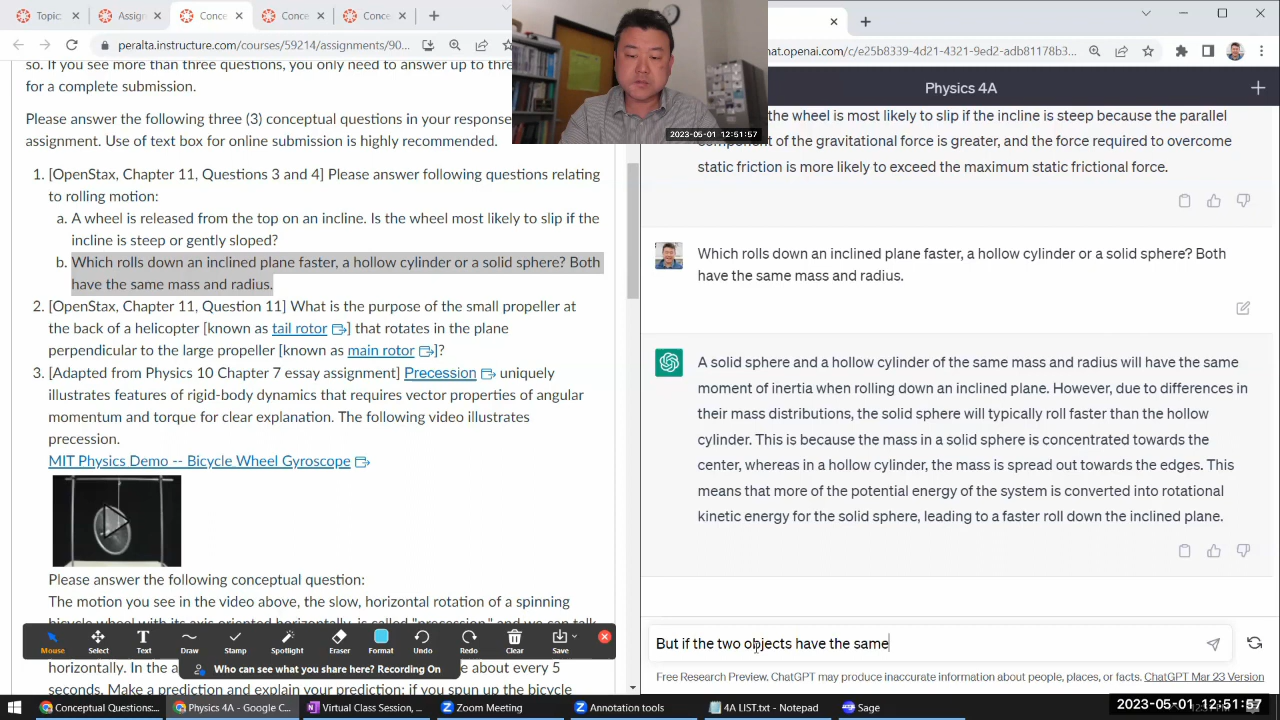 Topic
Assign
Conce
Conce
Conce
peralta.instructure.com/courses/59214/assignments/90...
so. If you see more than three questions, you only need to answer up to thre
for a complete submission.
Please answer the following three (3) conceptual questions in your response
assignment. Use of text box for online submission is highly recommended.
1. [OpenStax, Chapter 11, Questions 3 and 4] Please answer following questions relating
to rolling motion:
a. A wheel is released from the top on an incline. Is the wheel most likely to slip if the
incline is steep or gently sloped?
b. Which rolls down an inclined plane faster, a hollow cylinder or a solid sphere? Both
have the same mass and radius.
2. [OpenStax, Chapter 11, Question 11] What is the purpose of the small propeller at
the back of a helicopter [known as tail rotor ] that rotates in the plane
perpendicular to the large propeller [known as main rotor ]?
3. [Adapted from Physics 10 Chapter 7 essay assignment] Precession uniquely
illustrates features of rigid-body dynamics that requires vector properties of angular
momentum and torque for clear explanation. The following video illustrates
precession.
MIT Physics Demo -- Bicycle Wheel Gyroscope
Please answer the following conceptual question:
The motion you see in the video above, the slow, horizontal rotation of a spinning
horizontally. In the a
e about every 5
seconds. Make a prediction and explain your prediction: if you spun up the bicycle
Mouse
Select
Text
Draw
Stamp
Spotlight
Eraser
Format
Undo
Redo
Clear
Save
Who can see what you share here? Recording On
2023-05-01 12:51:57
hat.openai.com/c/e25b8339-4d21-4321-9ed2-adb81178b3...
Physics 4A
the wheel is most likely to slip if the incline is steep because the parallel
component of the gravitational force is greater, and the force required to overcome
static friction is more likely to exceed the maximum static frictional force.
Which rolls down an inclined plane faster, a hollow cylinder or a solid sphere? Both
have the same mass and radius.
A solid sphere and a hollow cylinder of the same mass and radius will have the same
moment of inertia when rolling down an inclined plane. However, due to differences in
their mass distributions, the solid sphere will typically roll faster than the hollow
cylinder. This is because the mass in a solid sphere is concentrated towards the
center, whereas in a hollow cylinder, the mass is spread out towards the edges. This
means that more of the potential energy of the system is converted into rotational
kinetic energy for the solid sphere, leading to a faster roll down the inclined plane.
But if the two objects have the same
Free Research Preview. ChatGPT may produce inaccurate information about people, places, or facts. ChatGPT Mar 23 Version
Conceptual Questions:...
Physics 4A - Google C...
Virtual Class Session, ...
Zoom Meeting
Annotation tools
4A LIST.txt - Notepad
Sage
2023-05-01 12:51:57